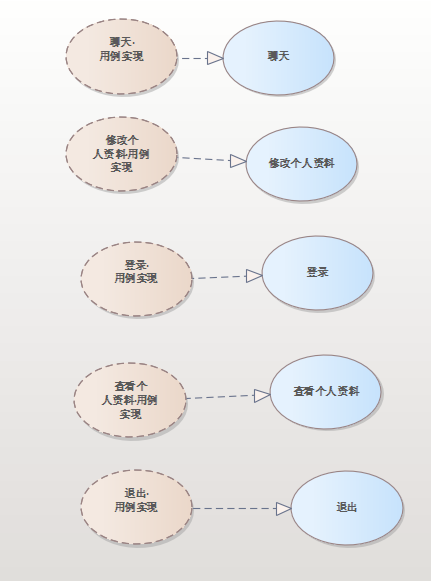 聊天-
用例实现
聊天
修改个
人资料-用例
实现
修改个人资料
登录-
用例实现
登录
查看个
人资料-用例
实现
查看个人资料
退出-
用例实现
退出